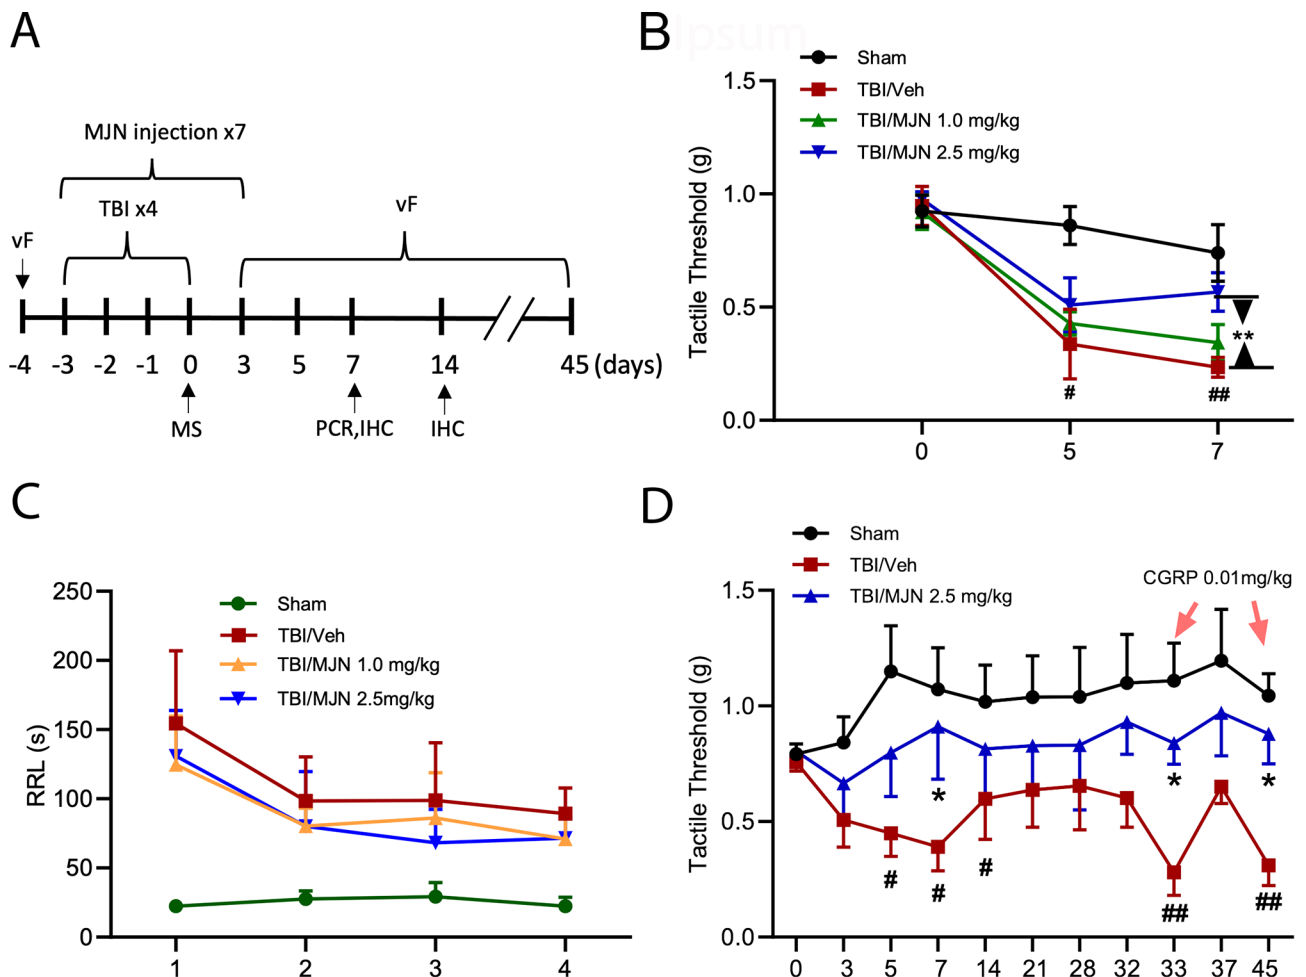 A
MJN injection x7
TBI x4
vF
vF
-4 -3 -2 -1 0 3 5 7 14 45 (days)
MS
PCR,IHC
IHC
B
Ipsum
Sham
TBI/Veh
TBI/MJN 1.0 mg/kg
TBI/MJN 2.5 mg/kg
Tactile Threshold (g)
1.5
1.0
0.5
0.0
**
# ##
0 5 7
C
Sham
TBI/Veh
TBI/MJN 1.0 mg/kg
TBI/MJN 2.5mg/kg
RRL (s)
250
200
150
100
50
0
1 2 3 4
D
Sham
TBI/Veh
TBI/MJN 2.5 mg/kg
CGRP 0.01mg/kg
Tactile Threshold (g)
1.5
1.0
0.5
0.0
* * *
# # # ## ##
0 3 5 7 14 21 28 32 33 37 45